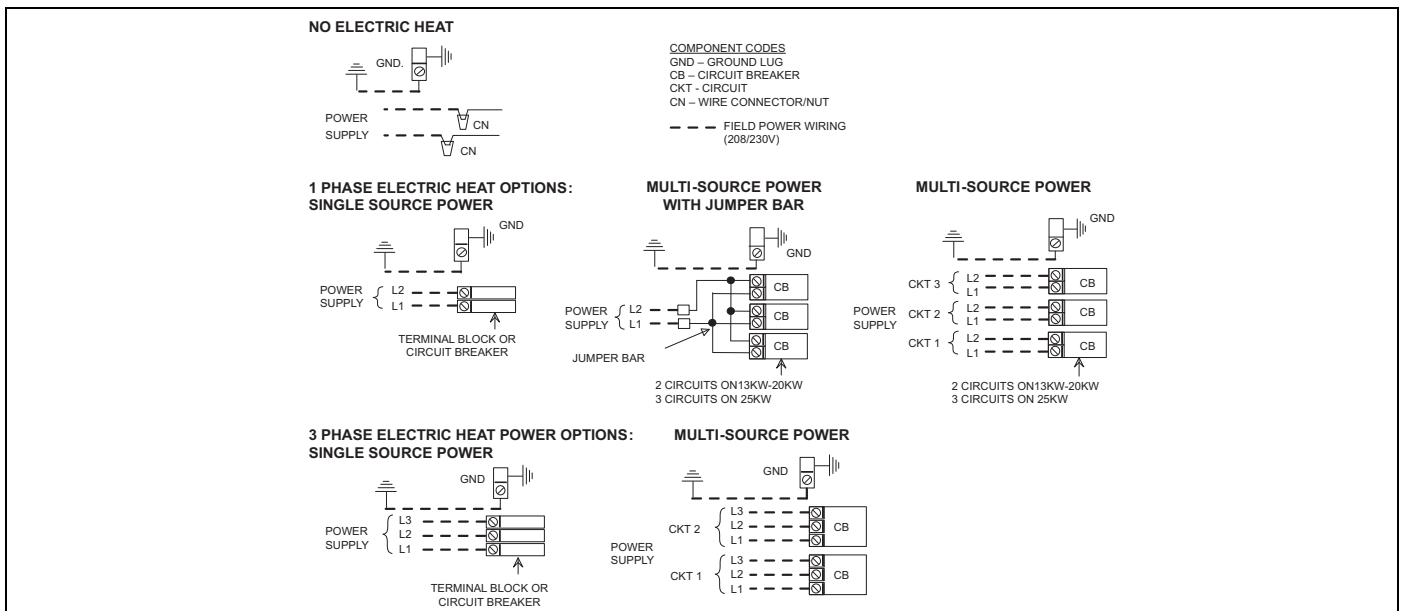 NO ELECTRIC HEAT
GND.
POWER
SUPPLY
CN
CN
COMPONENT CODES
GND – GROUND LUG
CB – CIRCUIT BREAKER
CKT - CIRCUIT
CN – WIRE CONNECTOR/NUT
FIELD POWER WIRING
(208/230V)
1 PHASE ELECTRIC HEAT OPTIONS:
SINGLE SOURCE POWER
GND
POWER
SUPPLY
L2
L1
TERMINAL BLOCK OR
CIRCUIT BREAKER
MULTI-SOURCE POWER
WITH JUMPER BAR
GND
POWER
SUPPLY
L2
L1
CB
CB
CB
JUMPER BAR
2 CIRCUITS ON13KW-20KW
3 CIRCUITS ON 25KW
MULTI-SOURCE POWER
GND
CKT 3
L2
L1
CB
POWER
SUPPLY
CKT 2
L2
L1
CB
CKT 1
L2
L1
CB
2 CIRCUITS ON13KW-20KW
3 CIRCUITS ON 25KW
3 PHASE ELECTRIC HEAT POWER OPTIONS:
SINGLE SOURCE POWER
GND
POWER
SUPPLY
L3
L2
L1
TERMINAL BLOCK OR
CIRCUIT BREAKER
MULTI-SOURCE POWER
GND
CKT 2
L3
L2
L1
CB
POWER
SUPPLY
CKT 1
L3
L2
L1
CB